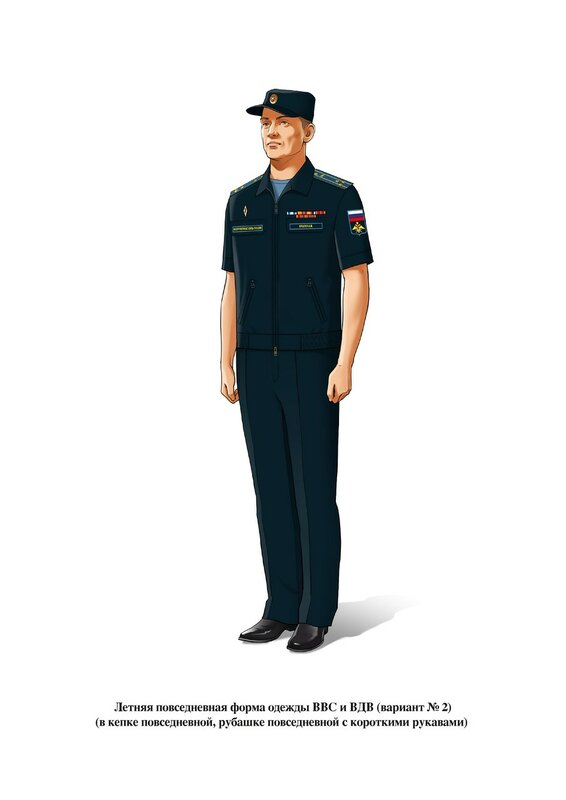 Летняя повседневная форма одежды ВВС и ВДВ (вариант № 2)
(в кепке повседневной, рубашке повседневной с короткими рукавами)